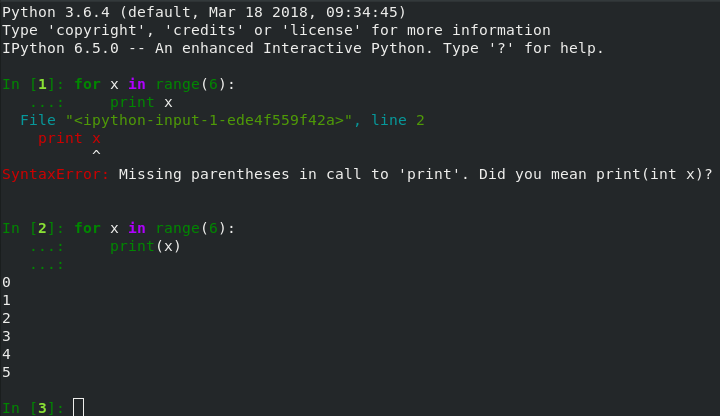 Python 3.6.4 (default, Mar 18 2018, 09:34:45)
Type 'copyright', 'credits' or 'license' for more information
IPython 6.5.0 -- An enhanced Interactive Python. Type '?' for help.
In [1]: for x in range(6):
...: print x
File "<ipython-input-1-ede4f559f42a>", line 2
print x
^
SyntaxError: Missing parentheses in call to 'print'. Did you mean print(int x)?
In [2]: for x in range(6):
...: print(x)
...:
0
1
2
3
4
5
In [3]: